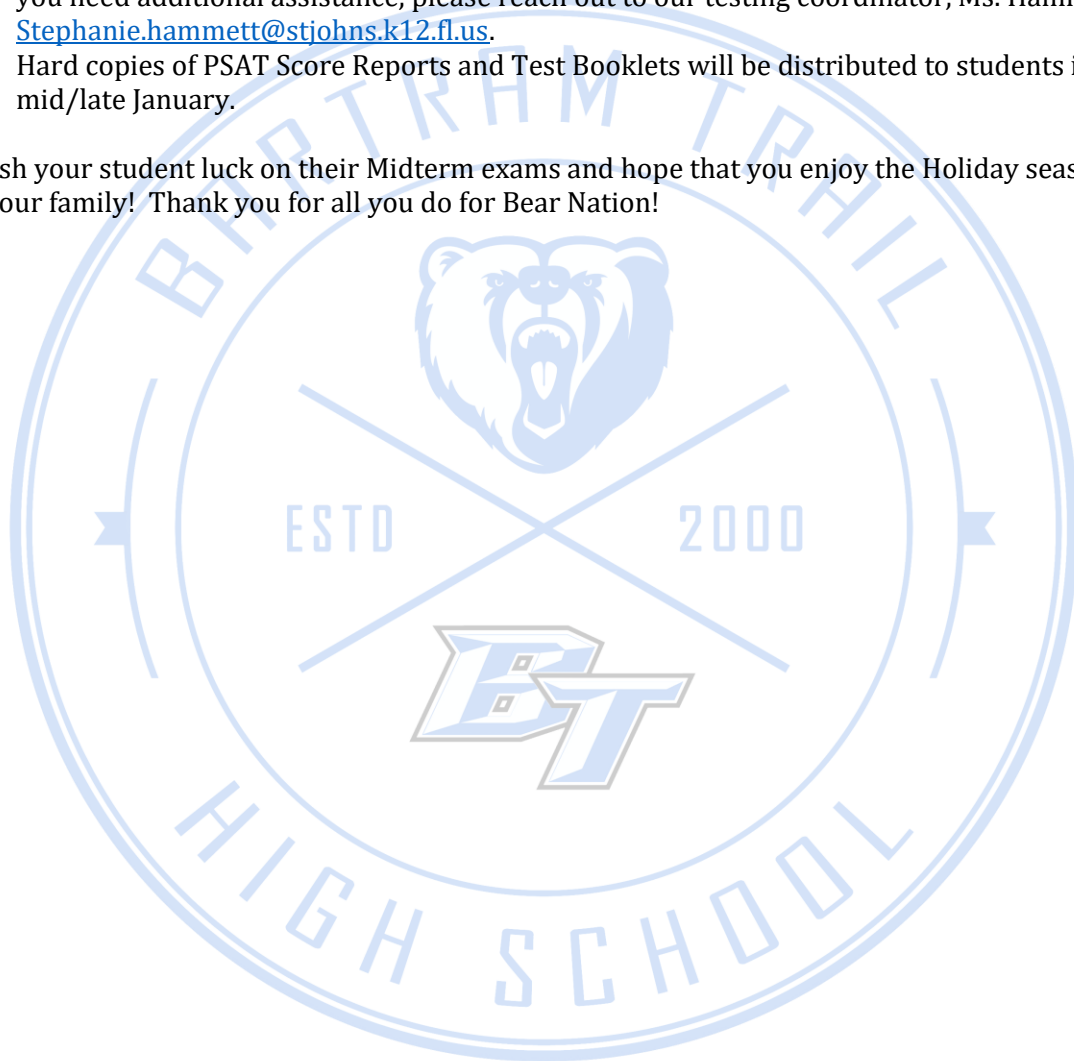 you need additional assistance, please reach out to our testing coordinator, Ms.
Stephanie.hammett@stjohns.k12.fl.us.
Hard copies of PSAT Score Reports and Test Booklets will be distributed to students
mid/late January.
sh your student luck on their Midterm exams and hope that you enjoy the Holiday seas
our family! Thank you for all you do for Bear Nation!
BARTRAM TRAIL
ESTD 2000
BT
HIGH SCHOOL